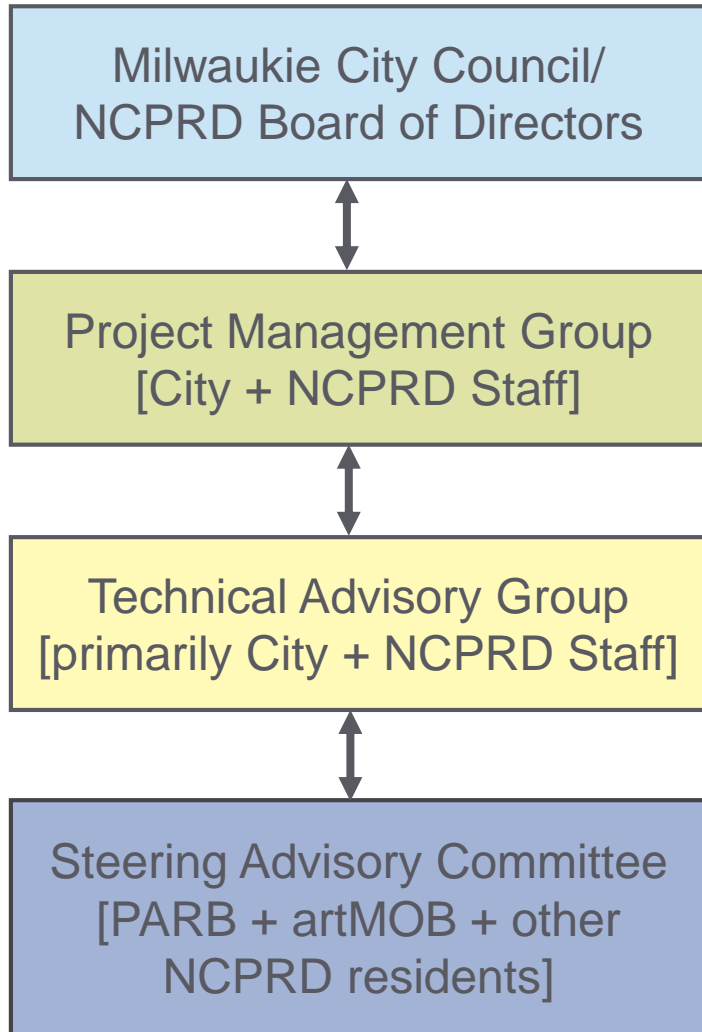 Milwaukie City Council/
NCPRD Board of Directors
Project Management Group
[City + NCPRD Staff]
Technical Advisory Group
[primarily City + NCPRD Staff]
Steering Advisory Committee
[PARB + artMOB + other
NCPRD residents]